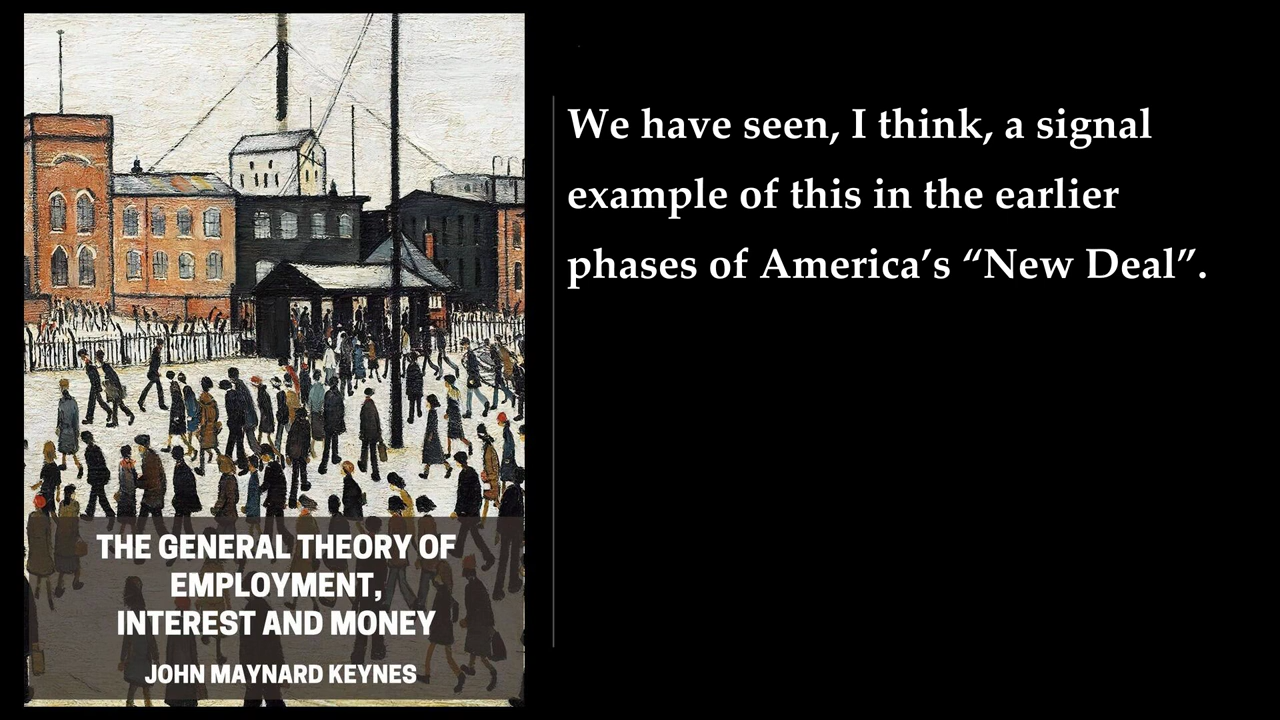 We have seen, I think, a signal
example of this in the earlier
phases of America’s “New Deal”.
THE GENERAL THEORY OF
EMPLOYMENT,
INTEREST AND MONEY
JOHN MAYNARD KEYNES